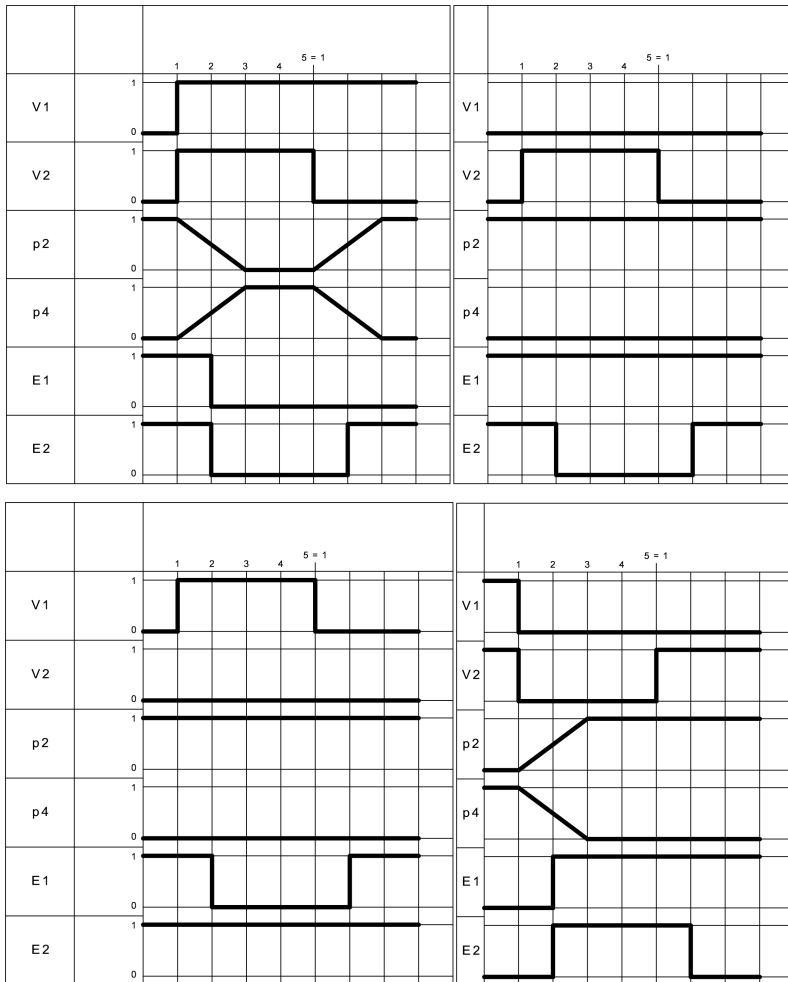 5 = 1
1 2 3 4
V1 1 0
V2 1 0
p2 1 0
p4 1 0
E1 1 0
E2 1 0
5 = 1
1 2 3 4
V1
V2
p2
p4
E1
E2
5 = 1
1 2 3 4
V1 1 0
V2 1 0
p2 1 0
p4 1 0
E1 1 0
E2 1 0
5 = 1
1 2 3 4
V1
V2
p2
p4
E1
E2